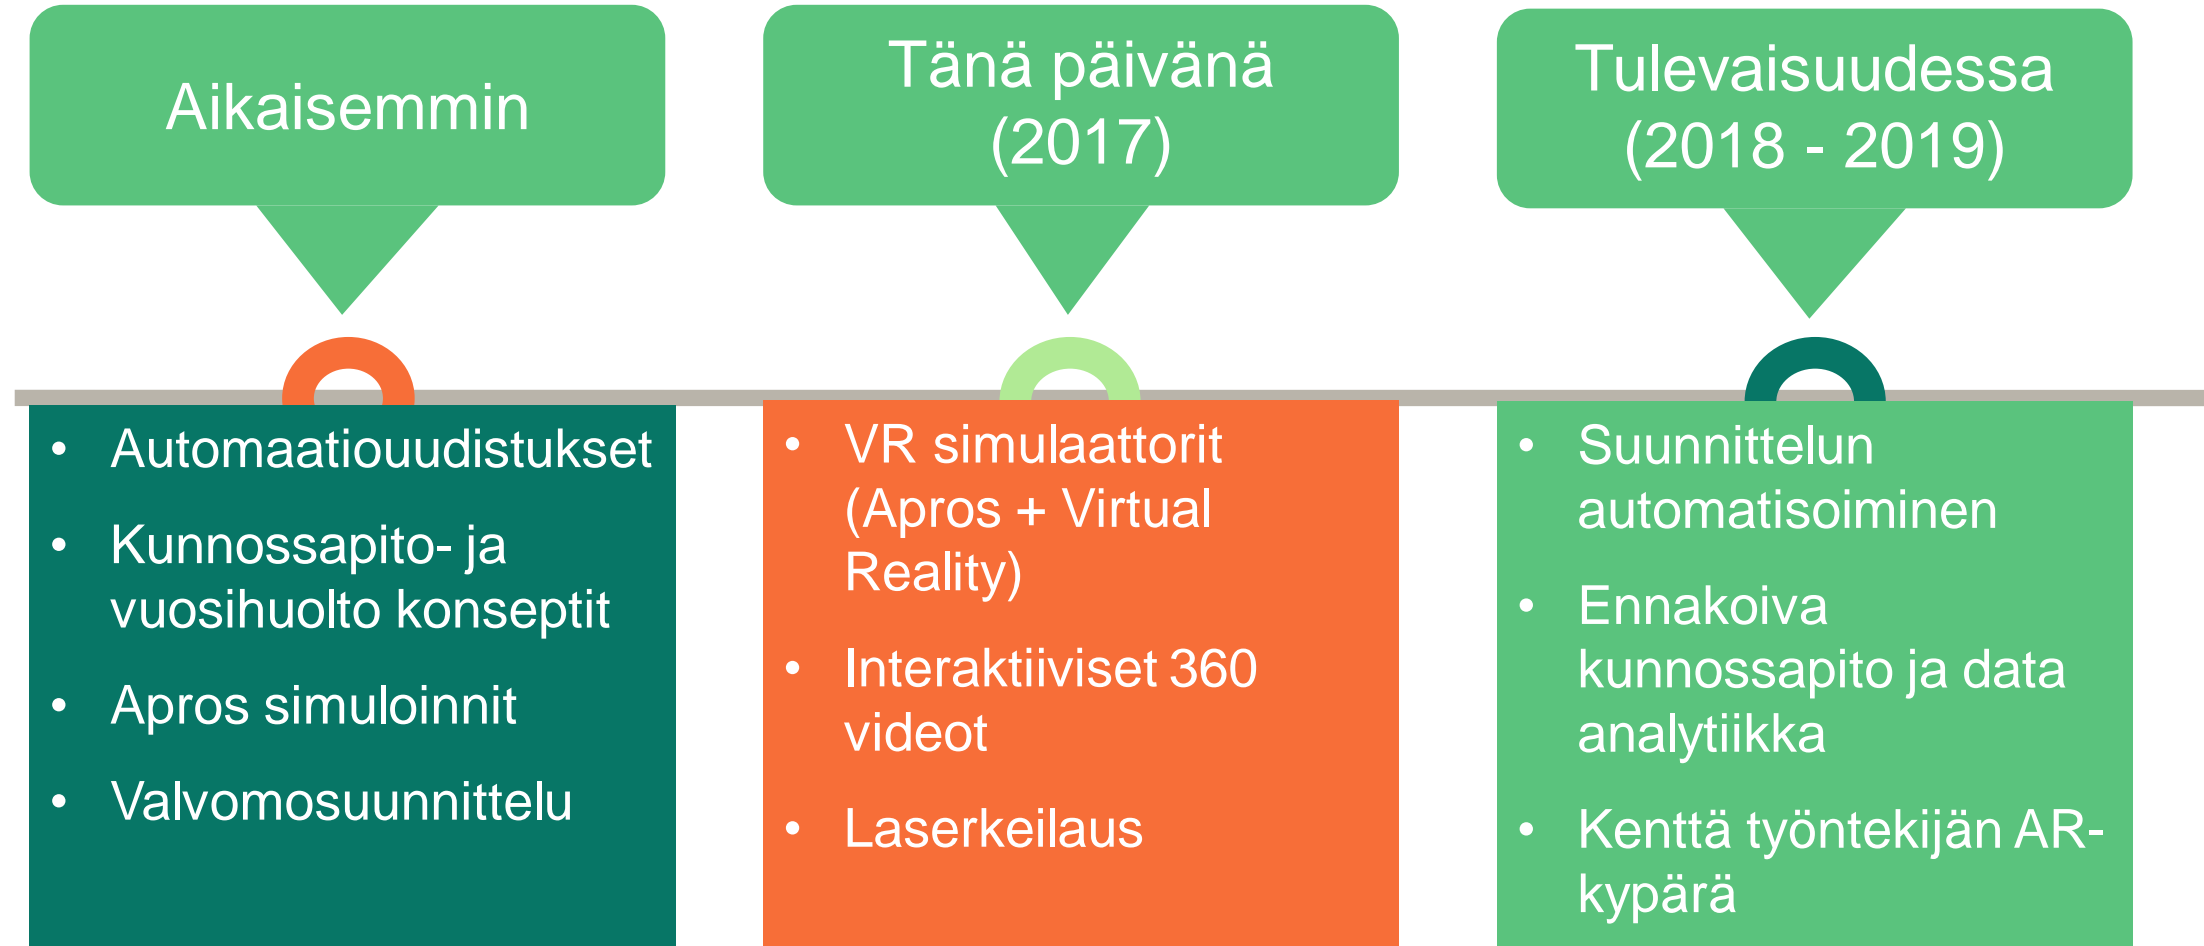 Aikaisemmin
• Automaatiouudistukset
• Kunnossapito- ja
vuosihuolto konseptit
• Apros simuloinnit
• Valvomosuunnittelu
Tänä päivänä
(2017)
• VR simulaattorit
(Apros + Virtual
Reality)
• Interaktiiviset 360
videot
• Laserkeilaus
Tulevaisuudessa
(2018 - 2019)
• Suunnittelun
automatisoiminen
• Ennakoiva
kunnossapito ja data
analytiikka
• Kenttä työntekijän AR-
kypärä